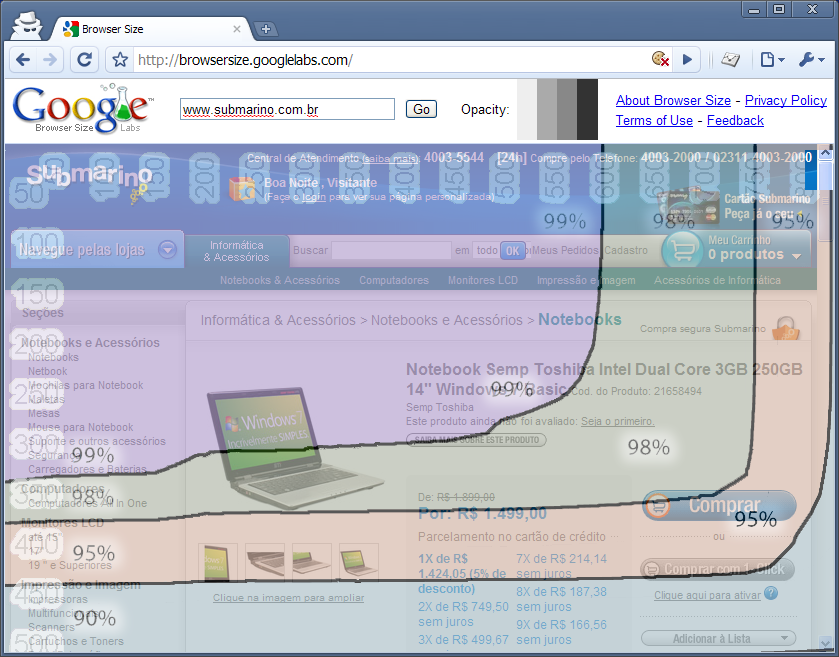 Browser Size
http://browsersize.googlelabs.com/
Google
Browser Size Labs
www.submarino.com.br
Go
Opacity:
About Browser Size - Privacy Policy
Terms of Use - Feedback
Submarino
Central de Atendimento (saiba mais): 4003-5544 [24h] Compre pelo Telefone: 4003-2000 / 02311 4003-2000
50 100 150 200 250 300 350 400 450 500 550 600 650 700 750
Boa Noite, Visitante
(Faça o login para ver sua página personalizada)
Cartão Submarino
Peça já o seu
99% 98% 95%
100
Navegue pelas lojas
Informática
& Acessórios
Buscar
em
todo
OK
Meus Pedidos
Cadastro
Meu Carrinho
0 produtos
Notebooks & Acessórios Computadores Monitores LCD Impressão e Imagem Acessórios de Informática
150
Seções
Informática & Acessórios > Notebooks e Acessórios > Notebooks
Compra segura Submarino
200
Notebooks e Acessórios
Notebooks
Netbook
Mochilas para Notebook
250
Maletas
Mesas
Mouse para Notebook
300
Suporte e outros acessórios
Segurança
99%
Carregadores e Baterias
Computadores
350
98%
Computadores All in One
Monitores LCD
até 15
400
17
95%
19 " e Superiores
Impressão e Imagem
450
Impressoras
Multifuncionais
90%
Scanners
500
Cartuchos e Toners
Notebook Semp Toshiba Intel Dual Core 3GB 250GB
14" Windows 7 Basic Cod. do Produto: 21658494
99%
Semp Toshiba
Este produto ainda não foi avaliado: Seja o primeiro.
SAIBA MAIS SOBRE ESTE PRODUTO
98%
Windows 7
Incrivelmente SIMPLES
De: R$ 1.899,00
Por: R$ 1.499,00
Parcelamento no cartão de crédito
1X de R$
1.424,05 (5% de
desconto)
2X de R$ 749,50
sem juros
3X de R$ 499,67
7X de R$ 214,14
sem juros
8X de R$ 187,38
sem juros
9X de R$ 166,56
sem juros
Comprar
95%
ou
Comprar com 1-click
Clique aqui para ativar ?
Adicionar à Lista
Clique na imagem para ampliar